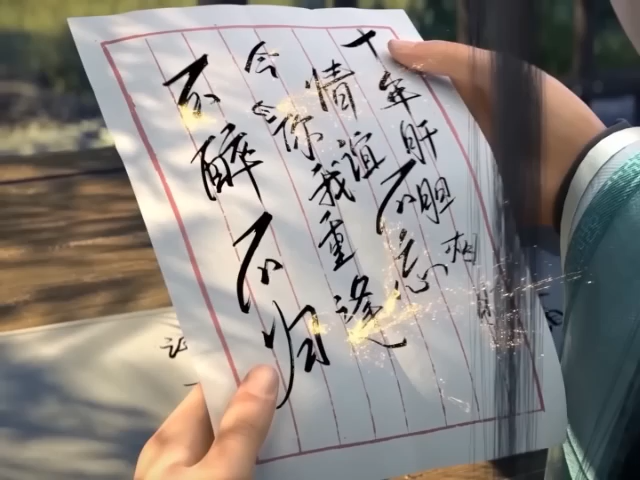 十年肝胆相
情谊不忘
今你我重逢
不醉不归